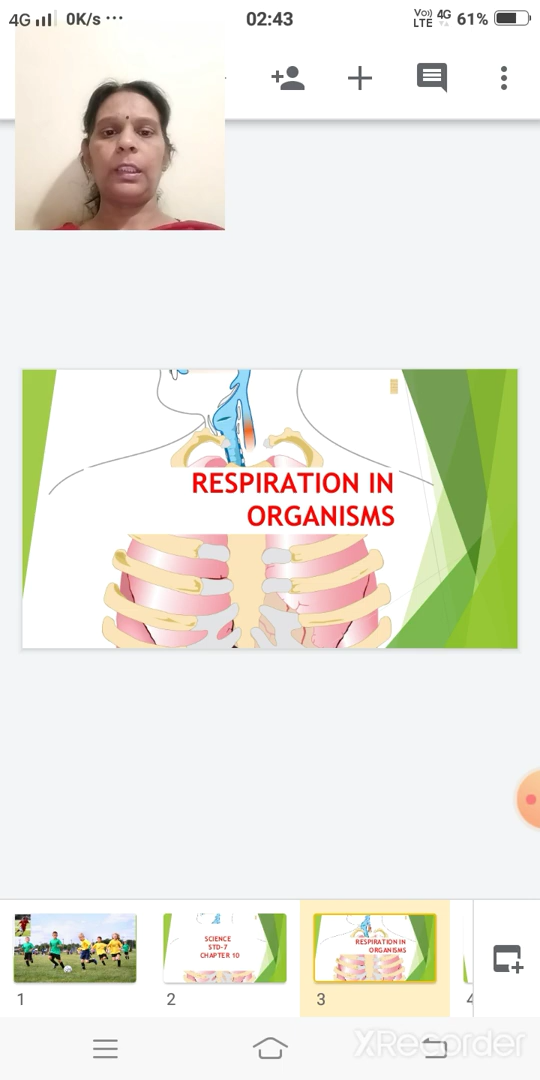 4G 0K/s ... 02:43 Vo)) LTE 4G 61%
RESPIRATION IN
ORGANISMS
SCIENCE
STD-7
CHAPTER 10
RESPIRATION IN
ORGANISMS
1 2 3 4
XRecorder